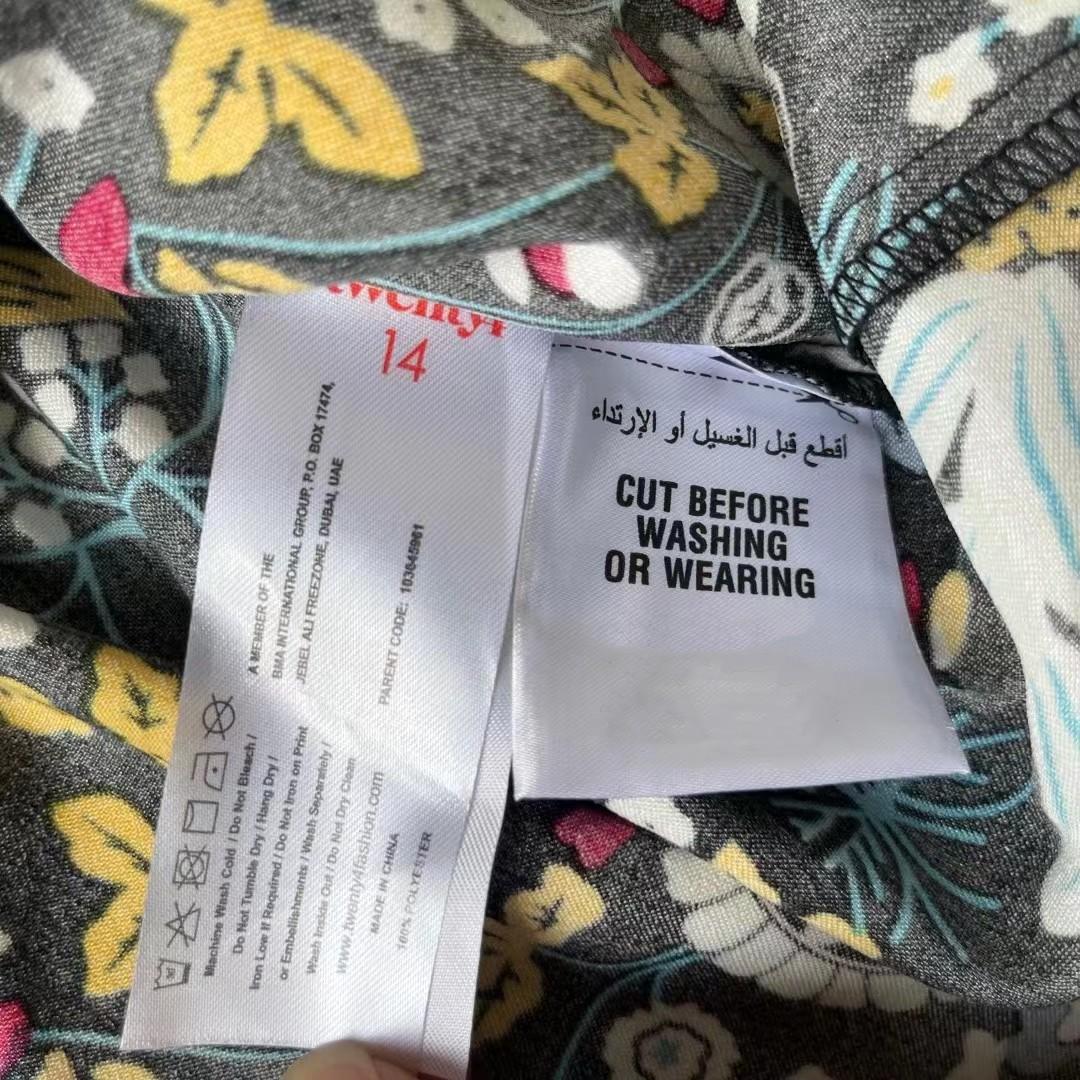 twenty4
14
A MEMBER OF THE
BMA INTERNATIONAL GROUP, P.O. BOX 17474,
JEBEL ALI FREEZONE, DUBAI, UAE
PARENT CODE: 103645961
Machine Wash Cold / Do Not Bleach /
Do Not Tumble Dry / Hang Dry /
Iron Low If Required / Do Not Iron on Print
or Embellishments / Wash Separately /
Wash Inside Out / Do Not Dry Clean
www.twenty4fashion.com
MADE IN CHINA
100% POLYESTER
أقطع قبل الغسيل أو الإرتداء
CUT BEFORE
WASHING
OR WEARING